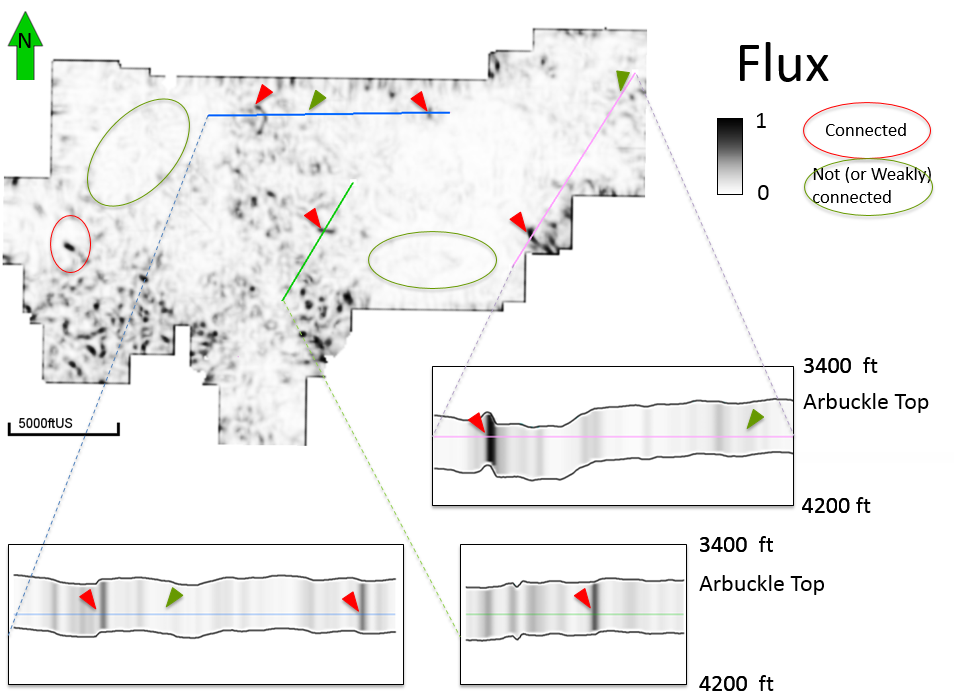 N
Flux
1
0
Connected
Not (or Weakly)
connected
5000ftUS
3400 ft
Arbuckle Top
4200 ft
3400 ft
Arbuckle Top
4200 ft